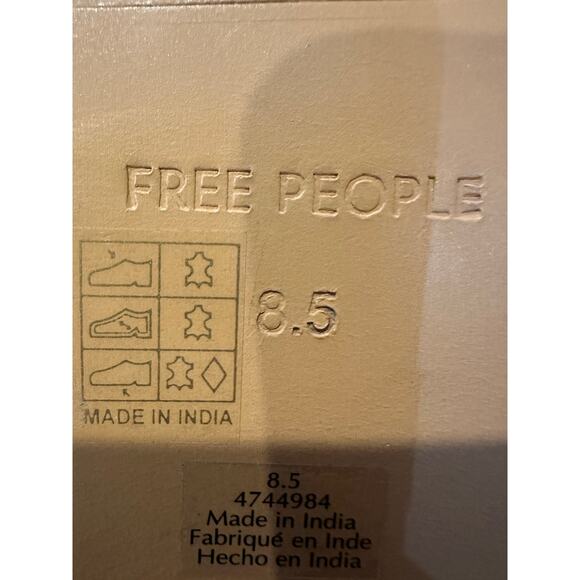 FREE PEOPLE
8.5
MADE IN INDIA
8.5
4744984
Made in India
Fabriqué en Inde
Hecho en India